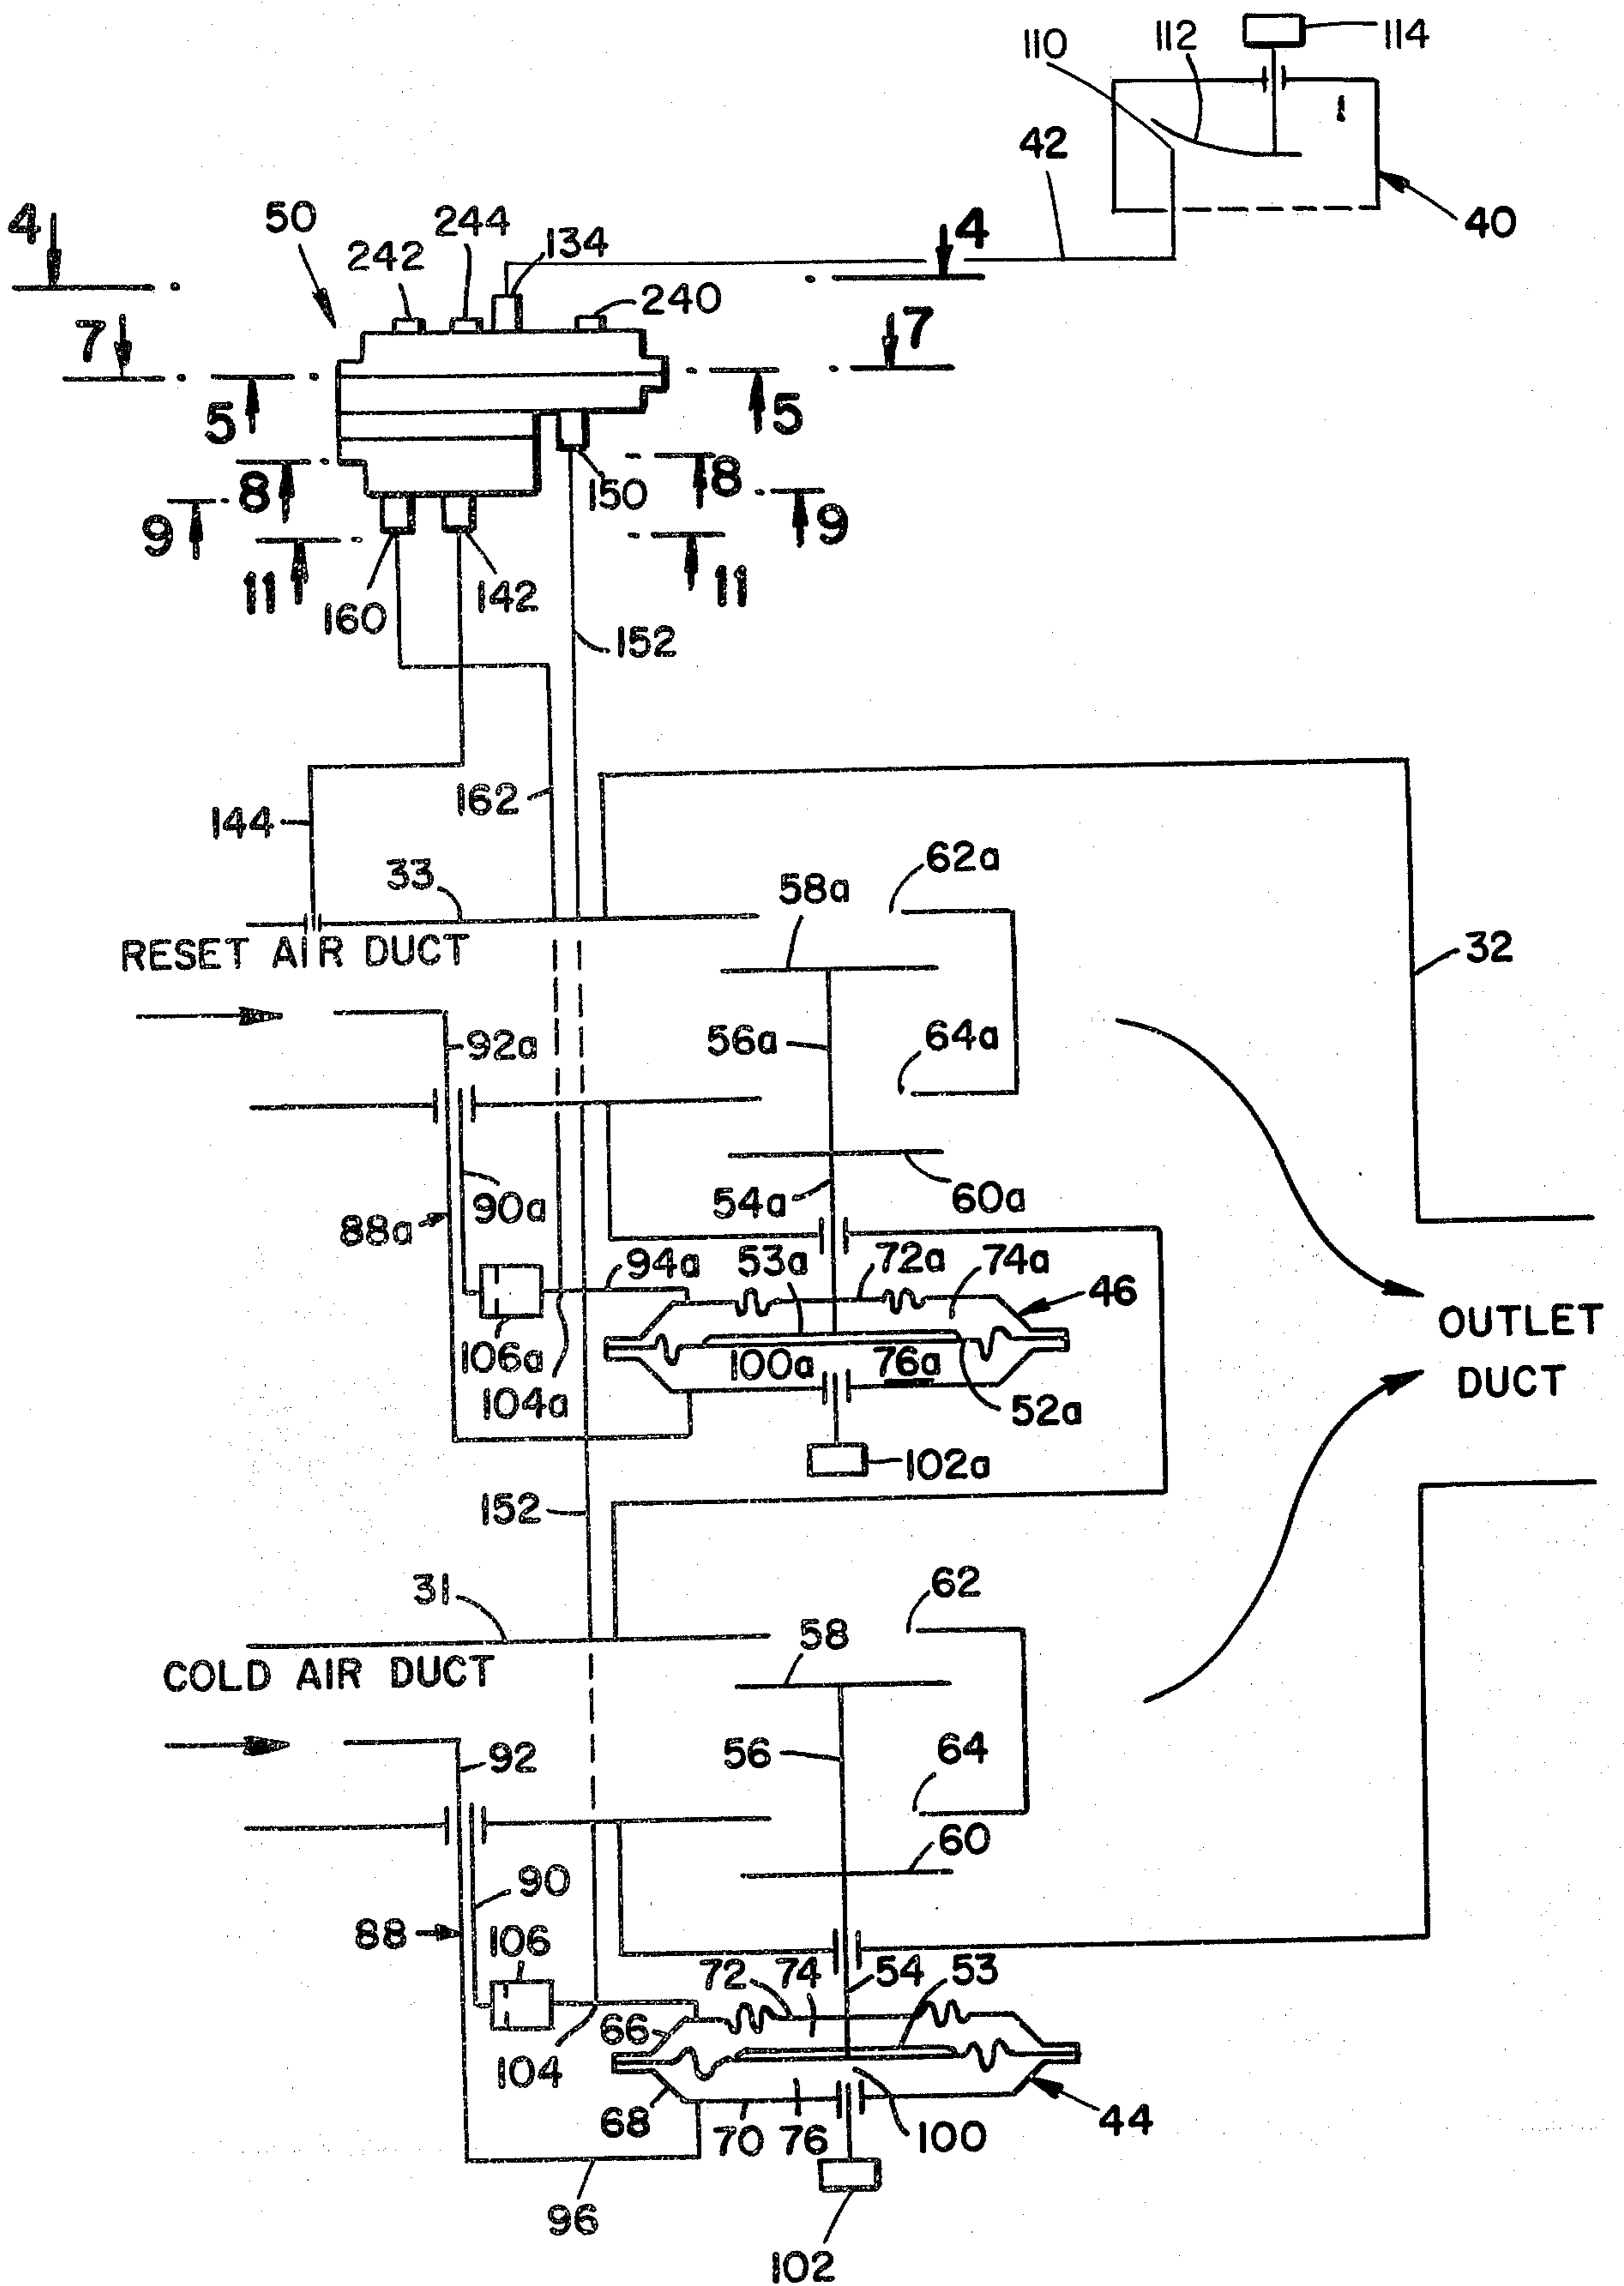 110 112 114
42
40
4 50 242 244 134 4
240
7 7
5 5
8 150 8
9 9
11 160 142 11
152
162
144
33 58a 62a
RESET AIR DUCT 32
92a 56a 64a
90a 54a 60a
88a
94a 53a 72a 74a 46
OUTLET
DUCT
106a 100a 76a
104a 52a
102a
152
31 62
58
COLD AIR DUCT
92 56 64
60
90
88 106
72 74 54 53
66
104
68 70 76 100 44
96
102